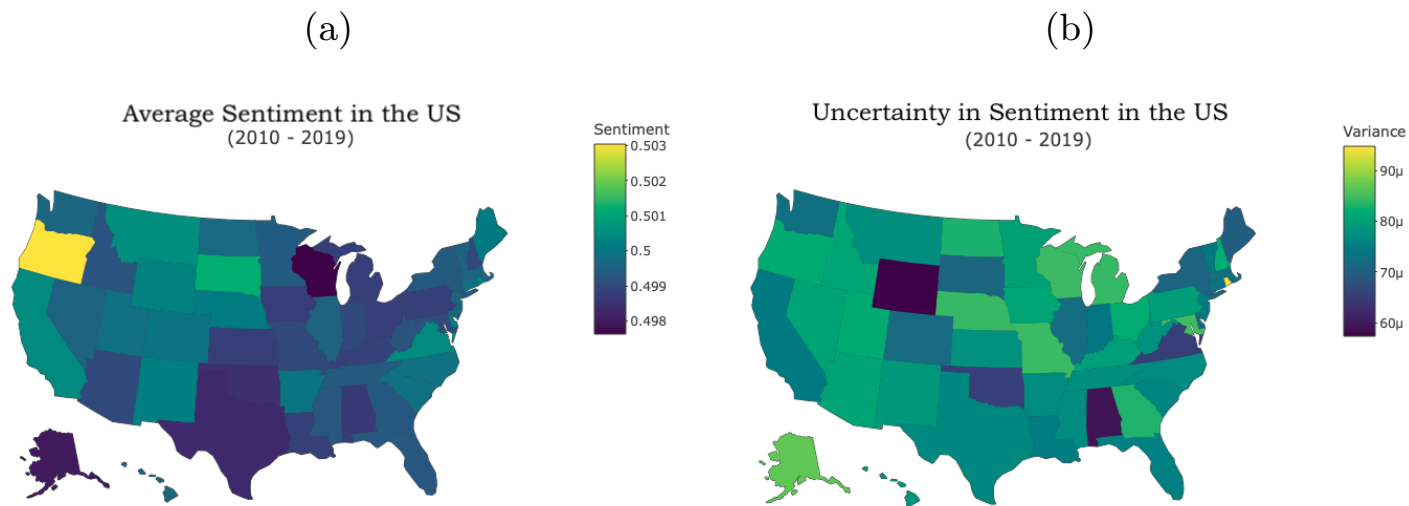 (a)
Average Sentiment in the US
(2010 - 2019)
Sentiment
0.503
0.502
0.501
0.5
0.499
0.498
(b)
Uncertainty in Sentiment in the US
(2010 - 2019)
Variance
90μ
80μ
70μ
60μ